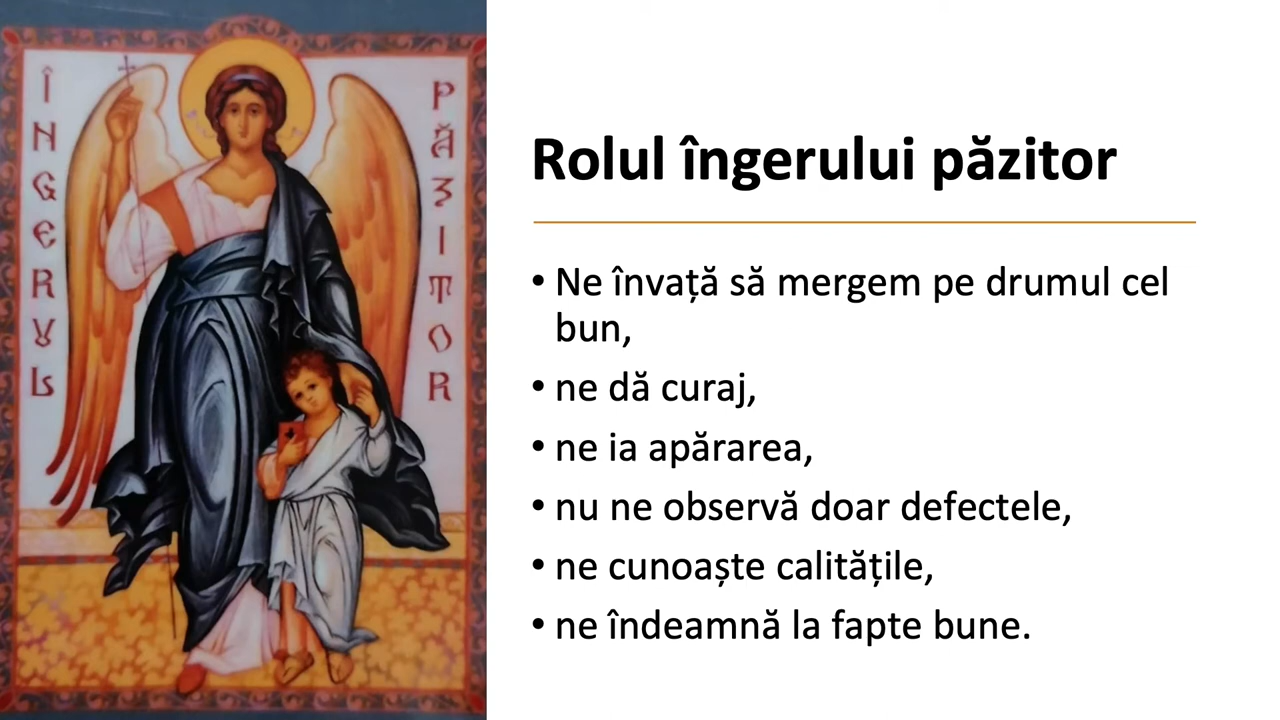 ÎNGERUL
PĂZITOR
Rolul îngerului păzitor
• Ne învață să mergem pe drumul cel
bun,
• ne dă curaj,
• ne ia apărarea,
• nu ne observă doar defectele,
• ne cunoaște calitățile,
• ne îndeamnă la fapte bune.